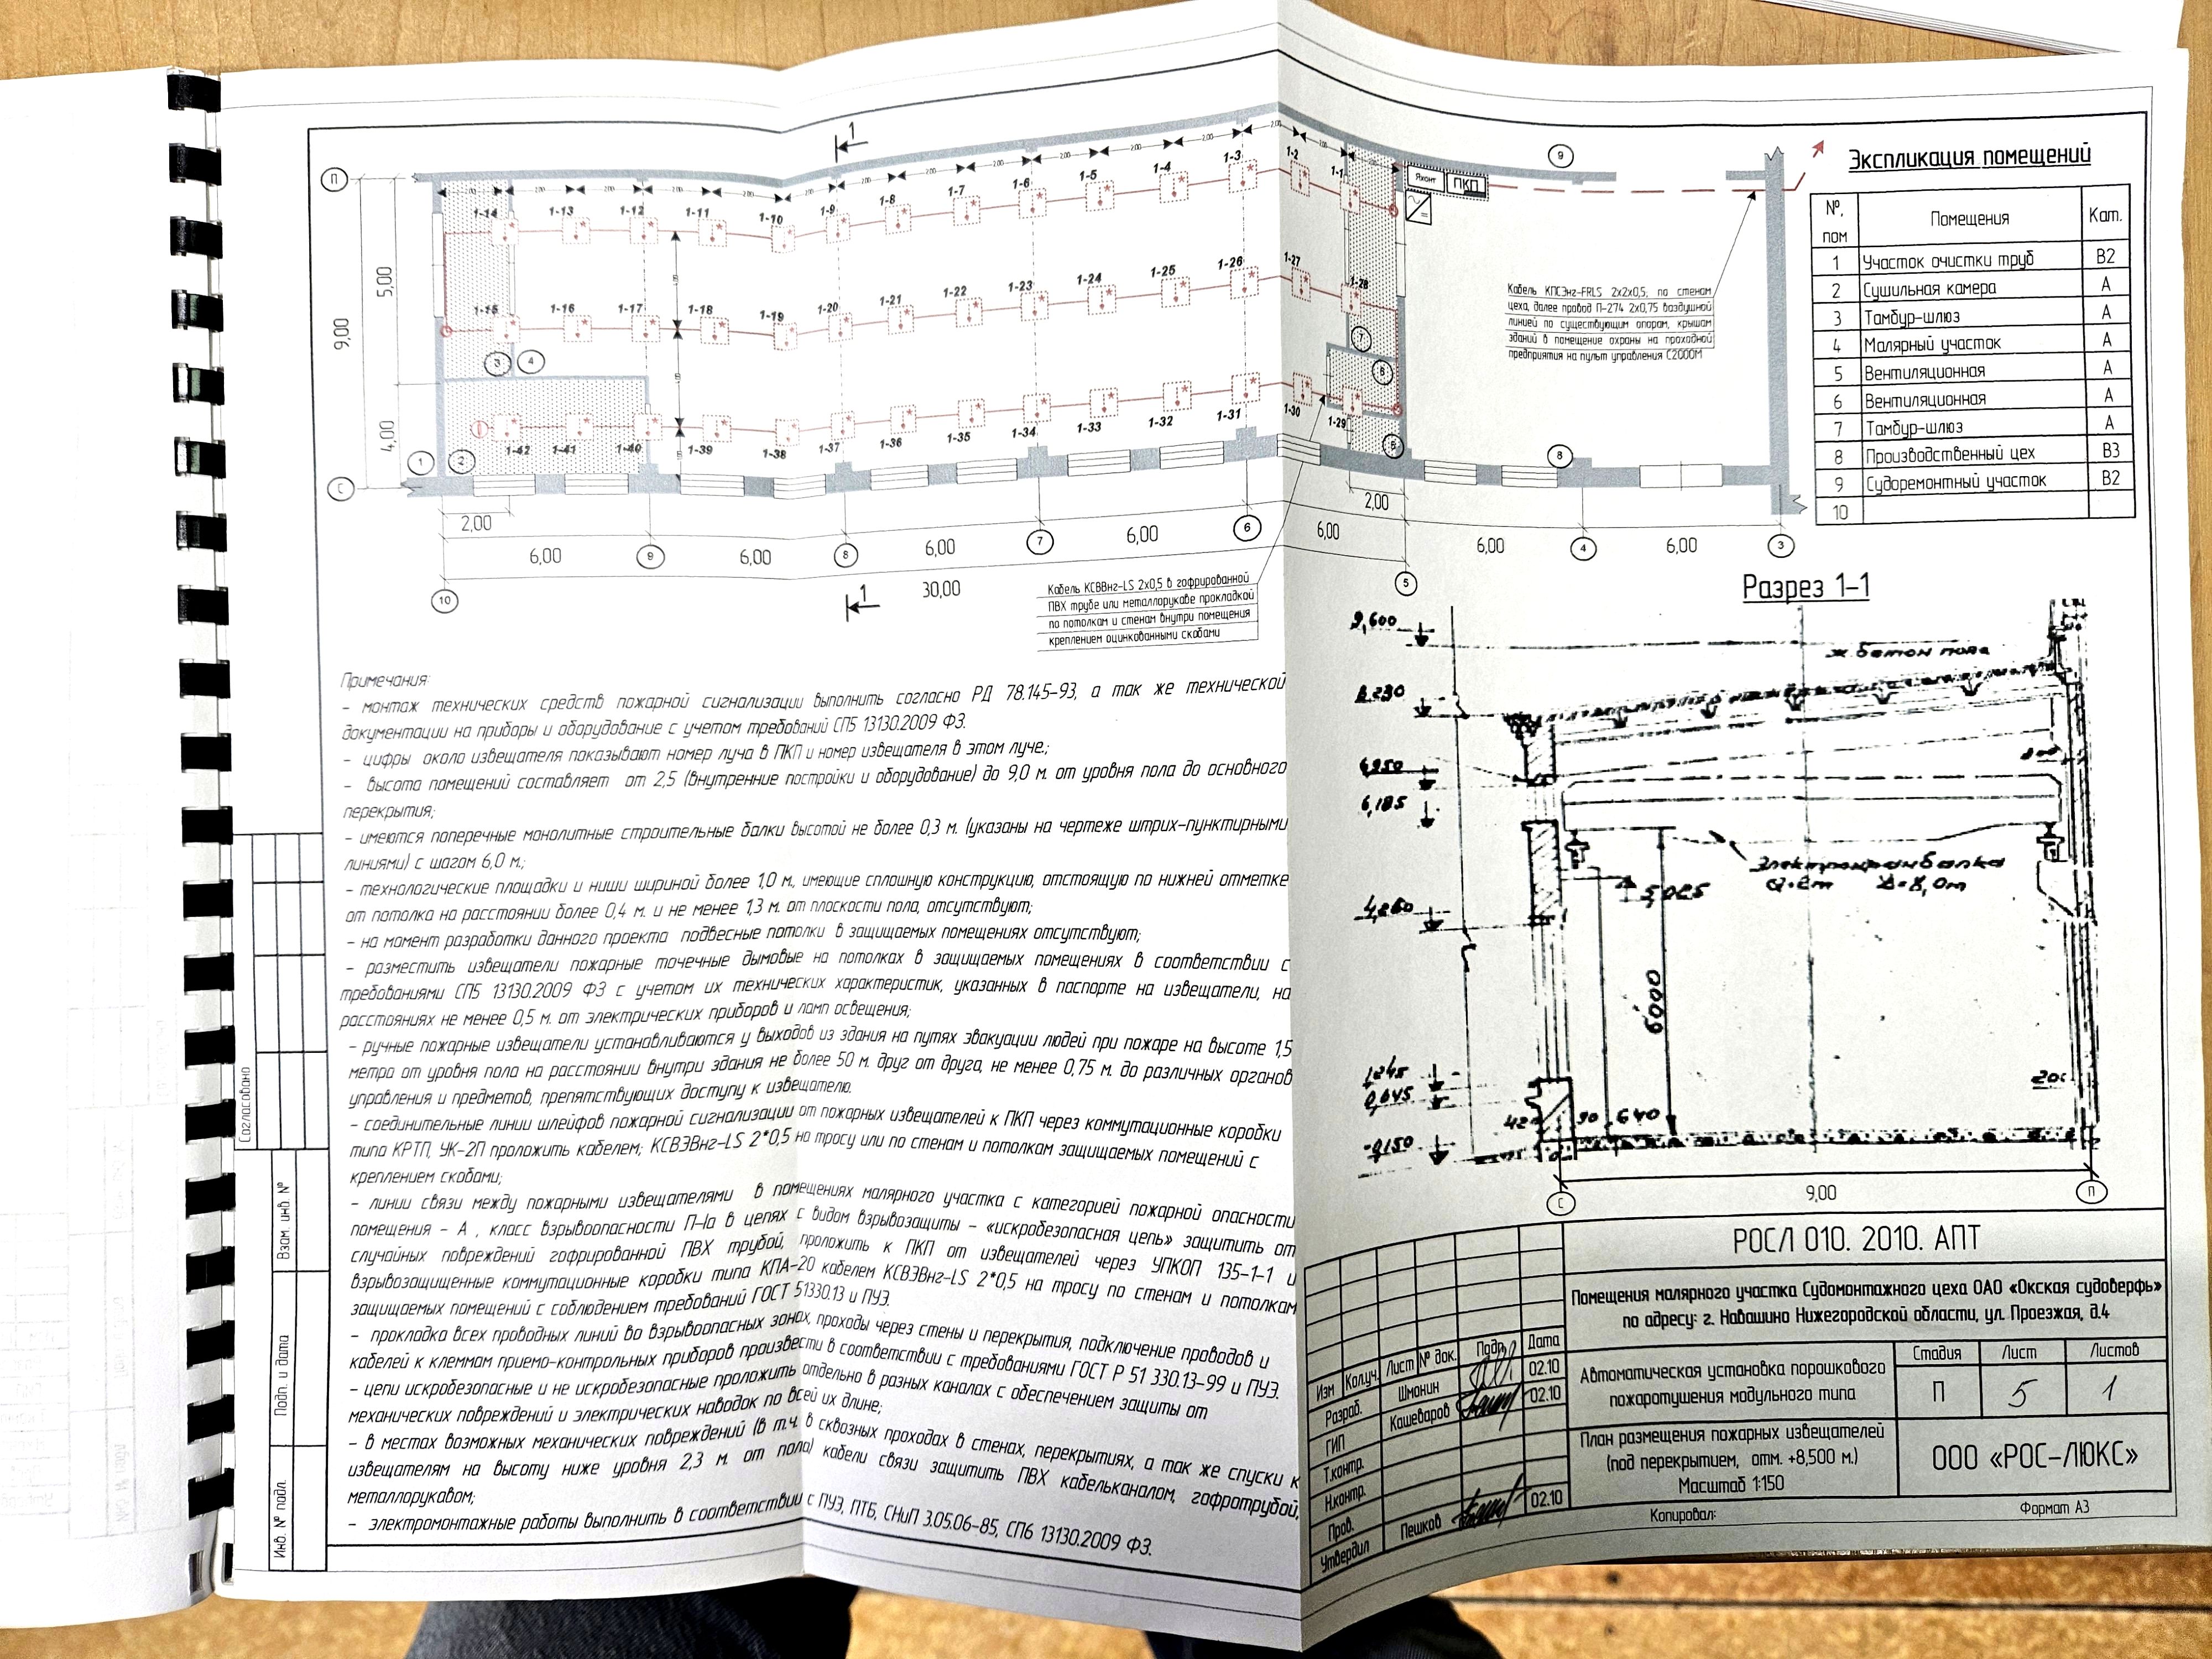 1
1
П
С
9,00
5,00
4,00
1-14
1-13
1-12
1-11
1-10
1-9
1-8
1-7
1-6
1-5
1-4
1-3
1-2
1-1
2,00 2,00 2,00 2,00 2,00 2,00 2,00 2,00 2,00 2,00 2,00
1-15
1-16
1-17
1-18
1-19
1-20
1-21
1-22
1-23
1-24
1-25
1-26
1-27
1-28
1-42
1-41
1-40
1-39
1-38
1-37
1-36
1-35
1-34
1-33
1-32
1-31
1-30
1-29
1
2
3
4
7
8
9
Яхонт
ПКП
Кабель КПСЭнг-FRLS 2х2х0,5, по стенам
цеха, далее провод П-274 2х0,75 воздушной
линией по существующим опорам, крышам
зданий в помещение охраны на проходной
предприятия на пульт управления С2000М
2,00
2,00
6,00
6,00
6,00
6,00
6,00
6,00
6,00
30,00
10
9
8
7
6
5
4
3
Кабель КСВВнг-LS 2х0,5 в гофрированной
ПВХ трубе или металлорукаве прокладкой
по потолкам и стенам внутри помещения
креплением оцинкованными скобами
Экспликация помещений
№, пом Помещения Кат.
1 Участок очистки труб В2
2 Сушильная камера А
3 Тамбур-шлюз А
4 Малярный участок А
5 Вентиляционная А
6 Вентиляционная А
7 Тамбур-шлюз А
8 Производственный цех В3
9 Судоремонтный участок В2
10
Примечания:
- монтаж технических средств пожарной сигнализации выполнить согласно РД 78.145-93, а так же технической
документации на приборы и оборудование с учетом требований СП5 13130.2009 ФЗ.
- цифры около извещателя показывают номер луча в ПКП и номер извещателя в этом луче.;
- высота помещений составляет от 2,5 (внутренние постройки и оборудование) до 9,0 м. от уровня пола до основного
перекрытия;
- имеются поперечные монолитные строительные балки высотой не более 0,3 м. (указаны на чертеже штрих-пунктирными
линиями) с шагом 6,0 м.;
- технологические площадки и ниши шириной более 1,0 м., имеющие сплошную конструкцию, отстоящую по нижней отметке
от потолка на расстоянии более 0,4 м. и не менее 1,3 м. от плоскости пола, отсутствуют;
- на момент разработки данного проекта подвесные потолки в защищаемых помещениях отсутствуют;
- разместить извещатели пожарные точечные дымовые на потолках в защищаемых помещениях в соответствии с
требованиями СП5 13130.2009 ФЗ с учетом их технических характеристик, указанных в паспорте на извещатели, на
расстояниях не менее 0,5 м. от электрических приборов и ламп освещения;
- ручные пожарные извещатели устанавливаются у выходов из здания на путях эвакуации людей при пожаре на высоте 1,5
метра от уровня пола на расстоянии внутри здания не более 50 м. друг от друга, не менее 0,75 м. до различных органов
управления и предметов, препятствующих доступу к извещателю.
- соединительные линии шлейфов пожарной сигнализации от пожарных извещателей к ПКП через коммутационные коробки
типа КРТП, УК-2П проложить кабелем; КСВЭВнг-LS 2*0,5 на тросу или по стенам и потолкам защищаемых помещений с
креплением скобами;
- линии связи между пожарными извещателями в помещениях малярного участка с категорией пожарной опасности
помещения - А , класс взрывоопасности П-Iа в цепях с видом взрывозащиты - «искробезопасная цепь» защитить от
случайных повреждений гофрированной ПВХ трубой, проложить к ПКП от извещателей через УПКОП 135-1-1 и
взрывозащищенные коммутационные коробки типа КПА-20 кабелем КСВЭВнг-LS 2*0,5 на тросу по стенам и потолкам
защищаемых помещений с соблюдением требований ГОСТ 51330.13 и ПУЭ.
- прокладка всех проводных линий во взрывоопасных зонах, проходы через стены и перекрытия, подключение проводов и
кабелей к клеммам приемо-контрольных приборов произвести в соответствии с требованиями ГОСТ Р 51 330.13-99 и ПУЭ.
- цепи искробезопасные и не искробезопасные проложить отдельно в разных каналах с обеспечением защиты от
механических повреждений и электрических наводок по всей их длине;
- в местах возможных механических повреждений (в т.ч. в сквозных проходах в стенах, перекрытиях, а так же спуски к
извещателям на высоту ниже уровня 2,3 м. от пола) кабели связи защитить ПВХ кабельканалом, гофротрубой,
металлорукавом;
- электромонтажные работы выполнить в соответствии с ПУЭ, ПТБ, СНиП 3.05.06-85, СП6 13130.2009 ФЗ.
Разрез 1-1
9,600
8.230
6,185
4,260
0,645
-0,150
ж бетон
Электрокранбалка
5,025
6000
90 640
9,00
С
П
Согласовано
Взам. инв. №
Подп. и дата
Инв. № подл.
РОСЛ 010. 2010. АПТ
Помещения малярного участка Судомонтажного цеха ОАО «Окская судоверфь»
по адресу: г. Навашино Нижегородской области, ул. Проезжая, д.4
Изм Кол.уч. Лист № док. Подп. Дата
Разраб. Шмонин 02.10
ГИП Кашеваров 02.10
Т.контр.
Н.контр.
Пров.
Утвердил Пешков 02.10
Автоматическая установка порошкового
пожаротушения модульного типа
Стадия Лист Листов
П 5 1
План размещения пожарных извещателей
(под перекрытием, отм. +8,500 м.)
Масштаб 1:150
ООО «РОС-ЛЮКС»
Копировал:
Формат А3